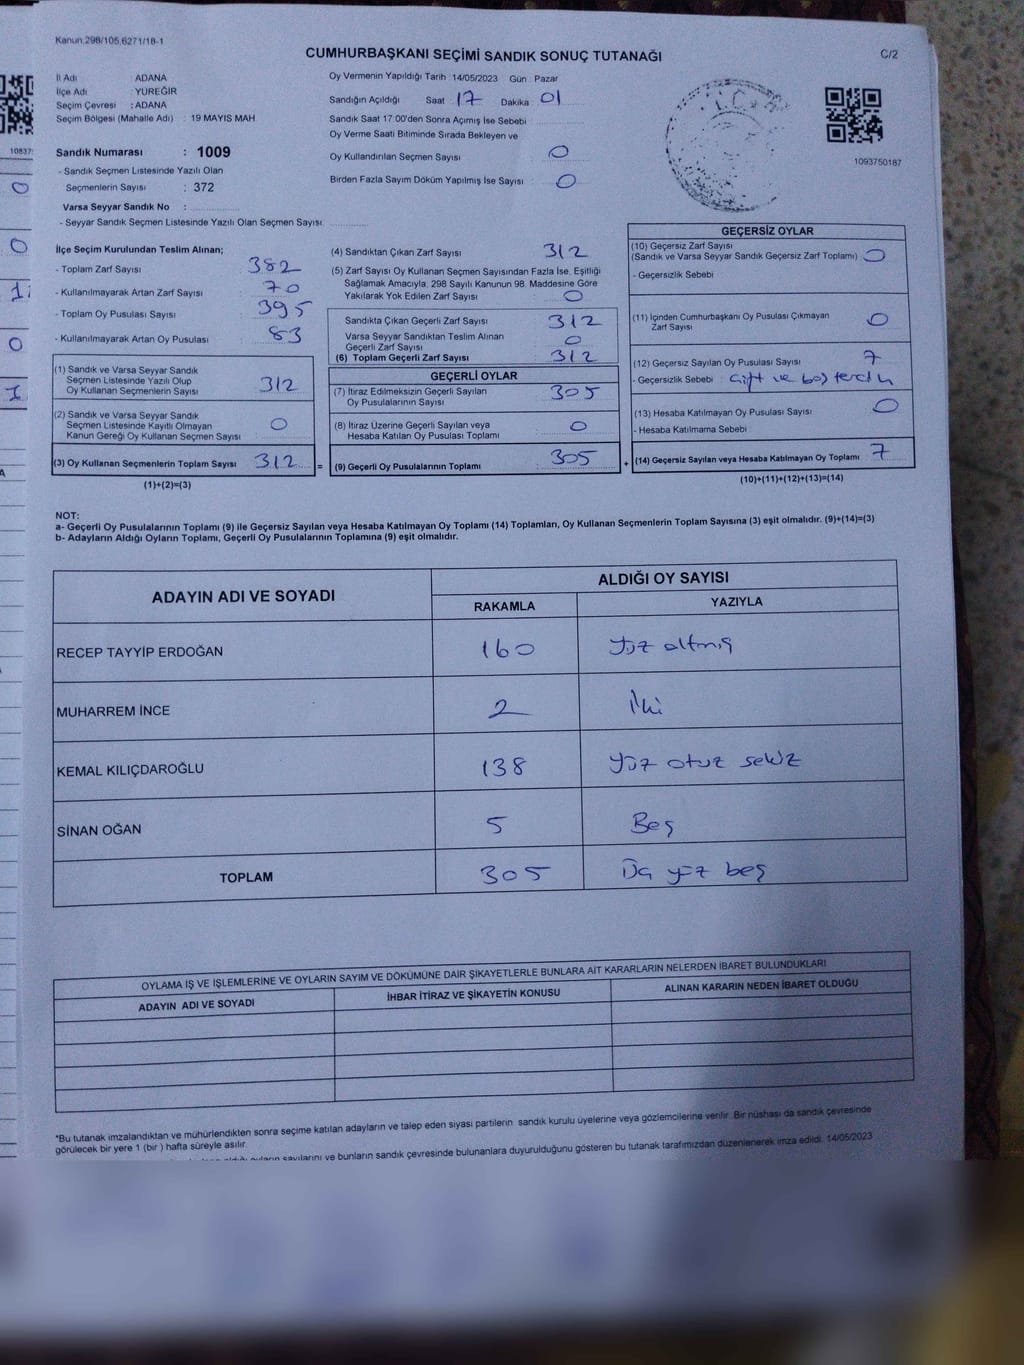 Kanun 298/105,6271/18-1
CUMHURBAŞKANI SEÇİMİ SANDIK SONUÇ TUTANAĞI
C/2
İl Adı ADANA
İlçe Adı YÜREĞİR
Seçim Çevresi : ADANA
Seçim Bölgesi (Mahalle Adı) : 19 MAYIS MAH
Sandık Numarası : 1009
- Sandık Seçmen Listesinde Yazılı Olan
Seçmenlerin Sayısı : 372
Varsa Seyyar Sandık No :
- Seyyar Sandık Seçmen Listesinde Yazılı Olan Seçmen Sayısı
Oy Vermenin Yapıldığı Tarih : 14/05/2023 Gün : Pazar
Sandığın Açıldığı Saat 17 Dakika 01
Sandık Saat 17:00'den Sonra Açımış İse Sebebi
Oy Verme Saati Bitiminde Sırada Bekleyen ve
Oy Kullandırılan Seçmen Sayısı 0
Birden Fazla Sayım Döküm Yapılmış İse Sayısı : 0
T.C.
1093750187
10837
İlçe Seçim Kurulundan Teslim Alınan;
- Toplam Zarf Sayısı 382
- Kullanılmayarak Artan Zarf Sayısı 70
- Toplam Oy Pusulası Sayısı 395
- Kullanılmayarak Artan Oy Pusulası 83
(1) Sandık ve Varsa Seyyar Sandık
Seçmen Listesinde Yazılı Olup
Oy Kullanan Seçmenlerin Sayısı 312
(2) Sandık ve Varsa Seyyar Sandık
Seçmen Listesinde Kayıtlı Olmayan
Kanun Gereği Oy Kullanan Seçmen Sayısı 0
(3) Oy Kullanan Seçmenlerin Toplam Sayısı 312 =
(1)+(2)=(3)
(4) Sandıktan Çıkan Zarf Sayısı 312
(5) Zarf Sayısı Oy Kullanan Seçmen Sayısından Fazla İse, Eşitliği
Sağlamak Amacıyla, 298 Sayılı Kanunun 98. Maddesine Göre
Yakılarak Yok Edilen Zarf Sayısı 0
Sandıkta Çıkan Geçerli Zarf Sayısı 312
Varsa Seyyar Sandıktan Teslim Alınan
Geçerli Zarf Sayısı 0
(6) Toplam Geçerli Zarf Sayısı 312
GEÇERLİ OYLAR
(7) İtiraz Edilmeksizin Geçerli Sayılan
Oy Pusulalarının Sayısı 305
(8) İtiraz Üzerine Geçerli Sayılan veya
Hesaba Katılan Oy Pusulası Toplamı 0
(9) Geçerli Oy Pusulalarının Toplamı 305 +
GEÇERSİZ OYLAR
(10) Geçersiz Zarf Sayısı
(Sandık ve Varsa Seyyar Sandık Geçersiz Zarf Toplamı) 0
- Geçersizlik Sebebi
(11) İçinden Cumhurbaşkanı Oy Pusulası Çıkmayan
Zarf Sayısı 0
(12) Geçersiz Sayılan Oy Pusulası Sayısı 7
- Geçersizlik Sebebi : Çift ve boş tercih
(13) Hesaba Katılmayan Oy Pusulası Sayısı 0
- Hesaba Katılmama Sebebi :
(14) Geçersiz Sayılan veya Hesaba Katılmayan Oy Toplamı 7
(10)+(11)+(12)+(13)=(14)
NOT:
a- Geçerli Oy Pusulalarının Toplamı (9) ile Geçersiz Sayılan veya Hesaba Katılmayan Oy Toplamı (14) Toplamları, Oy Kullanan Seçmenlerin Toplam Sayısına (3) eşit olmalıdır. (9)+(14)=(3)
b- Adayların Aldığı Oyların Toplamı, Geçerli Oy Pusulalarının Toplamına (9) eşit olmalıdır.
ADAYIN ADI VE SOYADI
ALDIĞI OY SAYISI
RAKAMLA YAZIYLA
RECEP TAYYİP ERDOĞAN 160 Yüz altmış
MUHARREM İNCE 2 İki
KEMAL KILIÇDAROĞLU 138 Yüz otuz sekiz
SİNAN OĞAN 5 Beş
TOPLAM 305 Üç yüz beş
OYLAMA İŞ VE İŞLEMLERİNE VE OYLARIN SAYIM VE DÖKÜMÜNE DAİR ŞİKAYETLERLE BUNLARA AİT KARARLARIN NELERDEN İBARET BULUNDUKLARI
ADAYIN ADI VE SOYADI İHBAR İTİRAZ VE ŞİKAYETİN KONUSU ALINAN KARARIN NEDEN İBARET OLDUĞU
*Bu tutanak imzalandıktan ve mühürlendikten sonra seçime katılan adayların ve talep eden siyasi partilerin sandık kurulu üyelerine veya gözlemcilerine verilir. Bir nüshası da sandık çevresinde
görülecek bir yere 1 (bir ) hafta süreyle asılır.
sayılarını ve bunların sandık çevresinde bulunanlara duyurulduğunu gösteren bu tutanak tarafımızdan düzenlenerek imza edildi. 14/05/2023